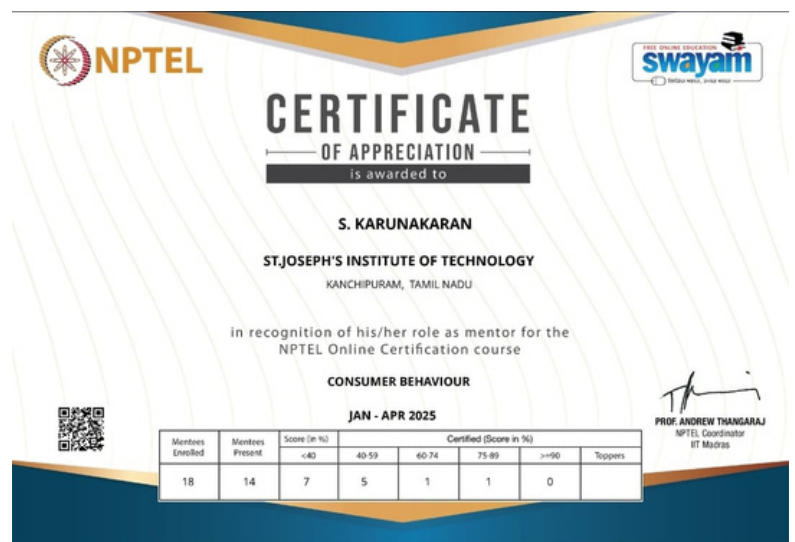 NPTEL
FREE ONLINE EDUCATION
swayam
CERTIFICATE
OF APPRECIATION
is awarded to
S. KARUNAKARAN
ST.JOSEPH'S INSTITUTE OF TECHNOLOGY
KANCHIPURAM, TAMIL NADU
in recognition of his/her role as mentor for the
NPTEL Online Certification course
CONSUMER BEHAVIOUR
JAN - APR 2025
PROF. ANDREW THANGARAJ
NPTEL Coordinator
IIT Madras
Mentees Enrolled Mentees Present Score (in %) Certified (Score in %)
<40 40-59 60-74 75-89 >=90 Toppers
18 14 7 5 1 1 0